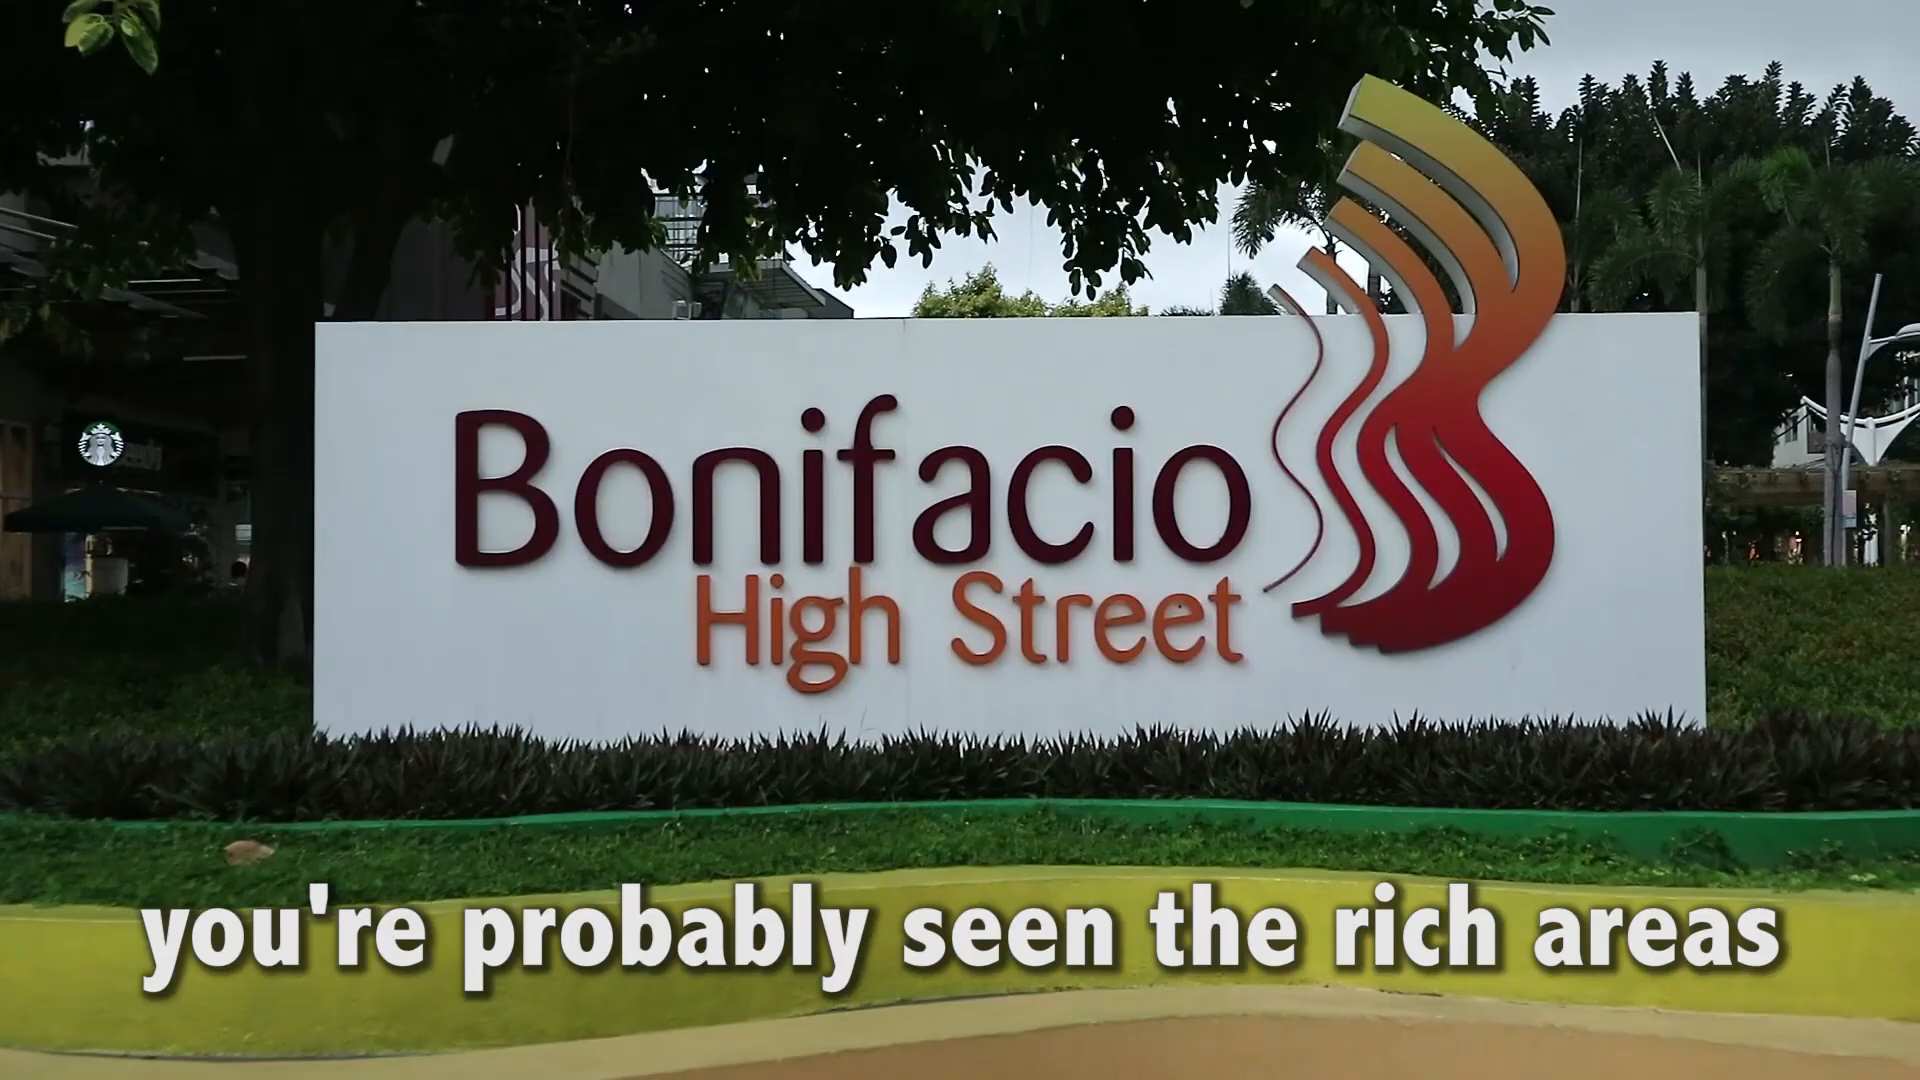 Bonifacio
High Street
you're probably seen the rich areas